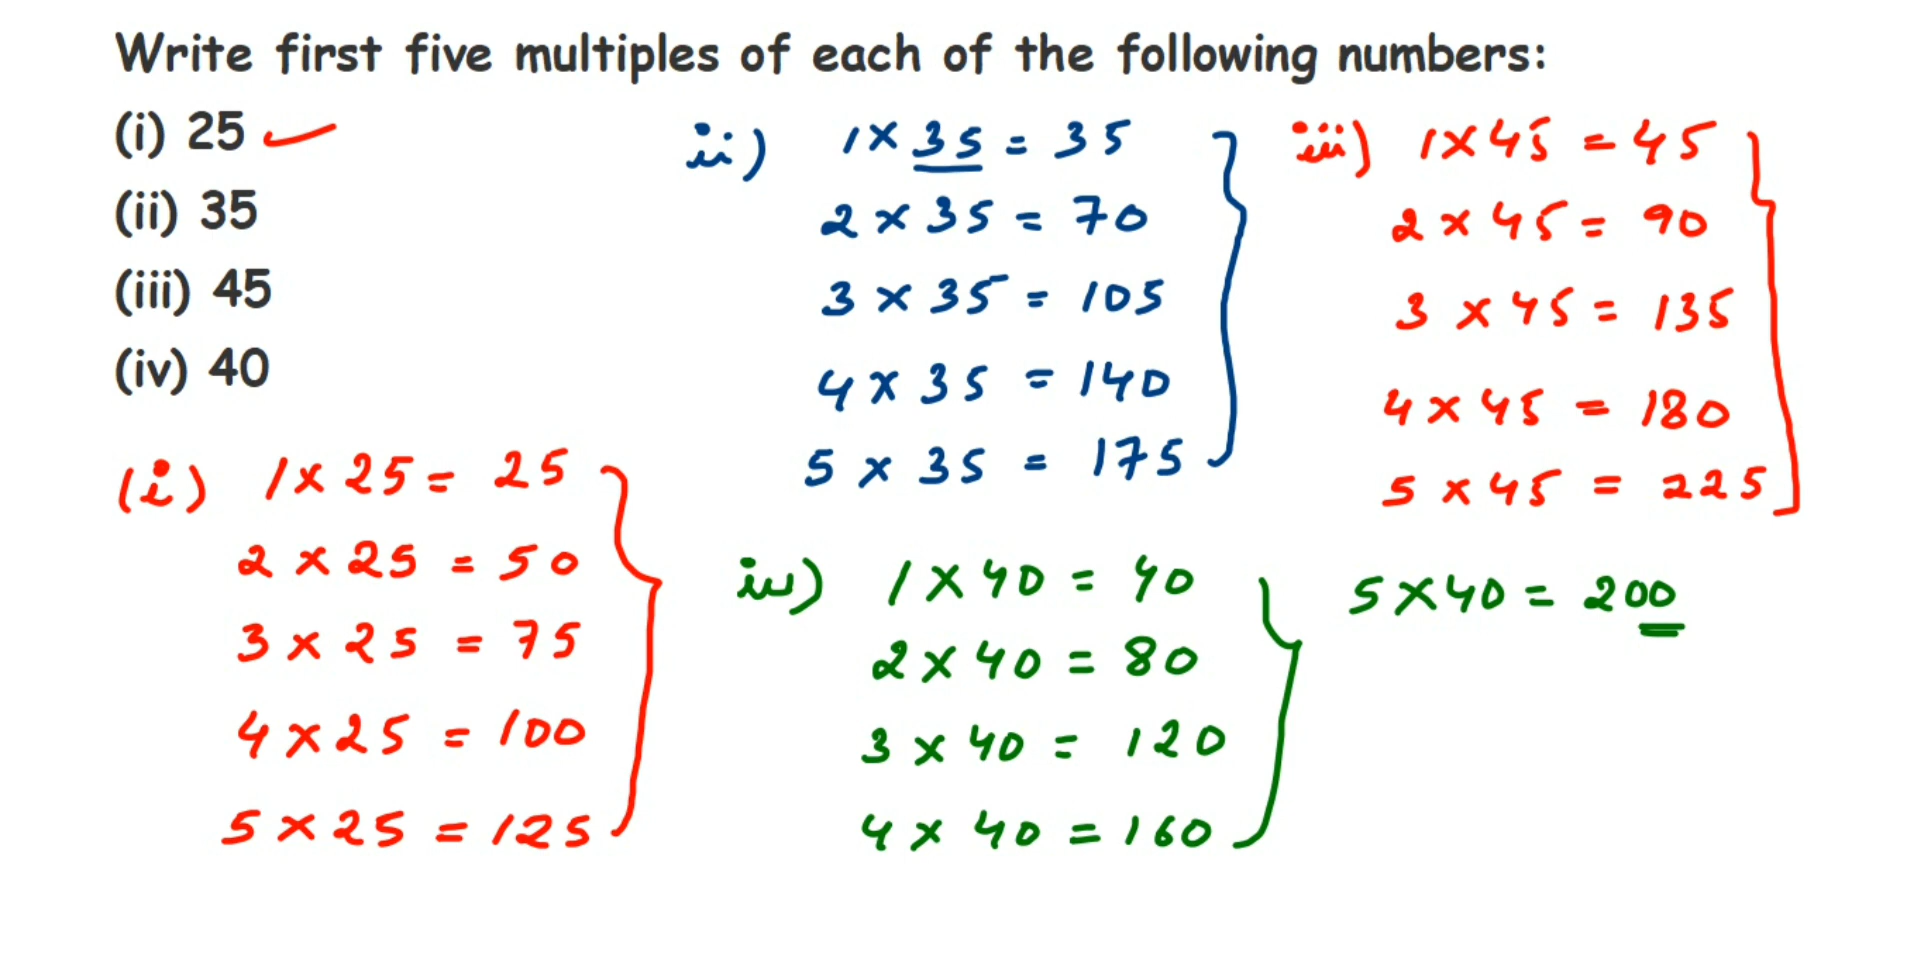 Write first five multiples of each of the following numbers:
(i) 25
(ii) 35
(iii) 45
(iv) 40
(i) 1 × 25 = 25
2 × 25 = 50
3 × 25 = 75
4 × 25 = 100
5 × 25 = 125
ii) 1 × 35 = 35
2 × 35 = 70
3 × 35 = 105
4 × 35 = 140
5 × 35 = 175
iii) 1 × 45 = 45
2 × 45 = 90
3 × 45 = 135
4 × 45 = 180
5 × 45 = 225
iv) 1 × 40 = 40
2 × 40 = 80
3 × 40 = 120
4 × 40 = 160
5 × 40 = 200